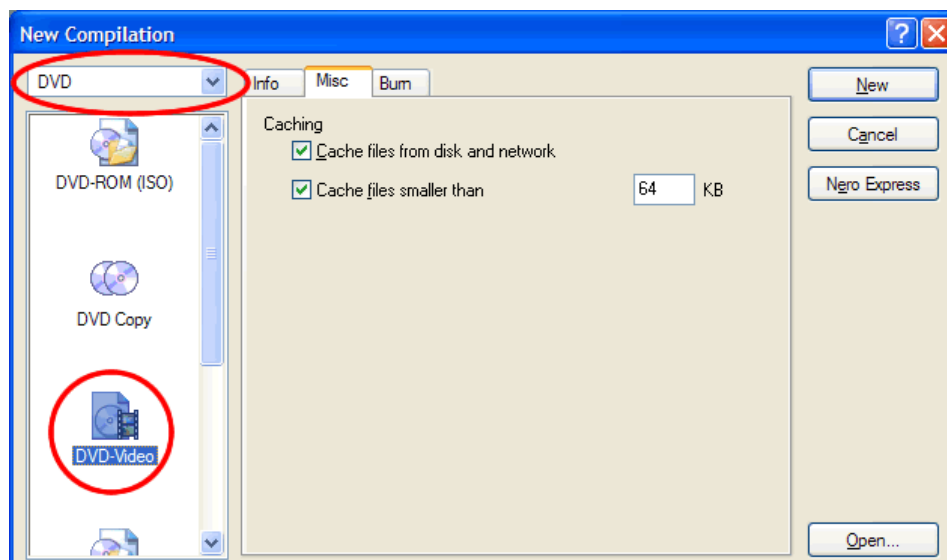 New Compilation
DVD
Info Misc Burn
New
Caching
Cache files from disk and network
Cancel
DVD-ROM (ISO)
Cache files smaller than 64 KB
Nero Express
DVD Copy
DVD-Video
Open...